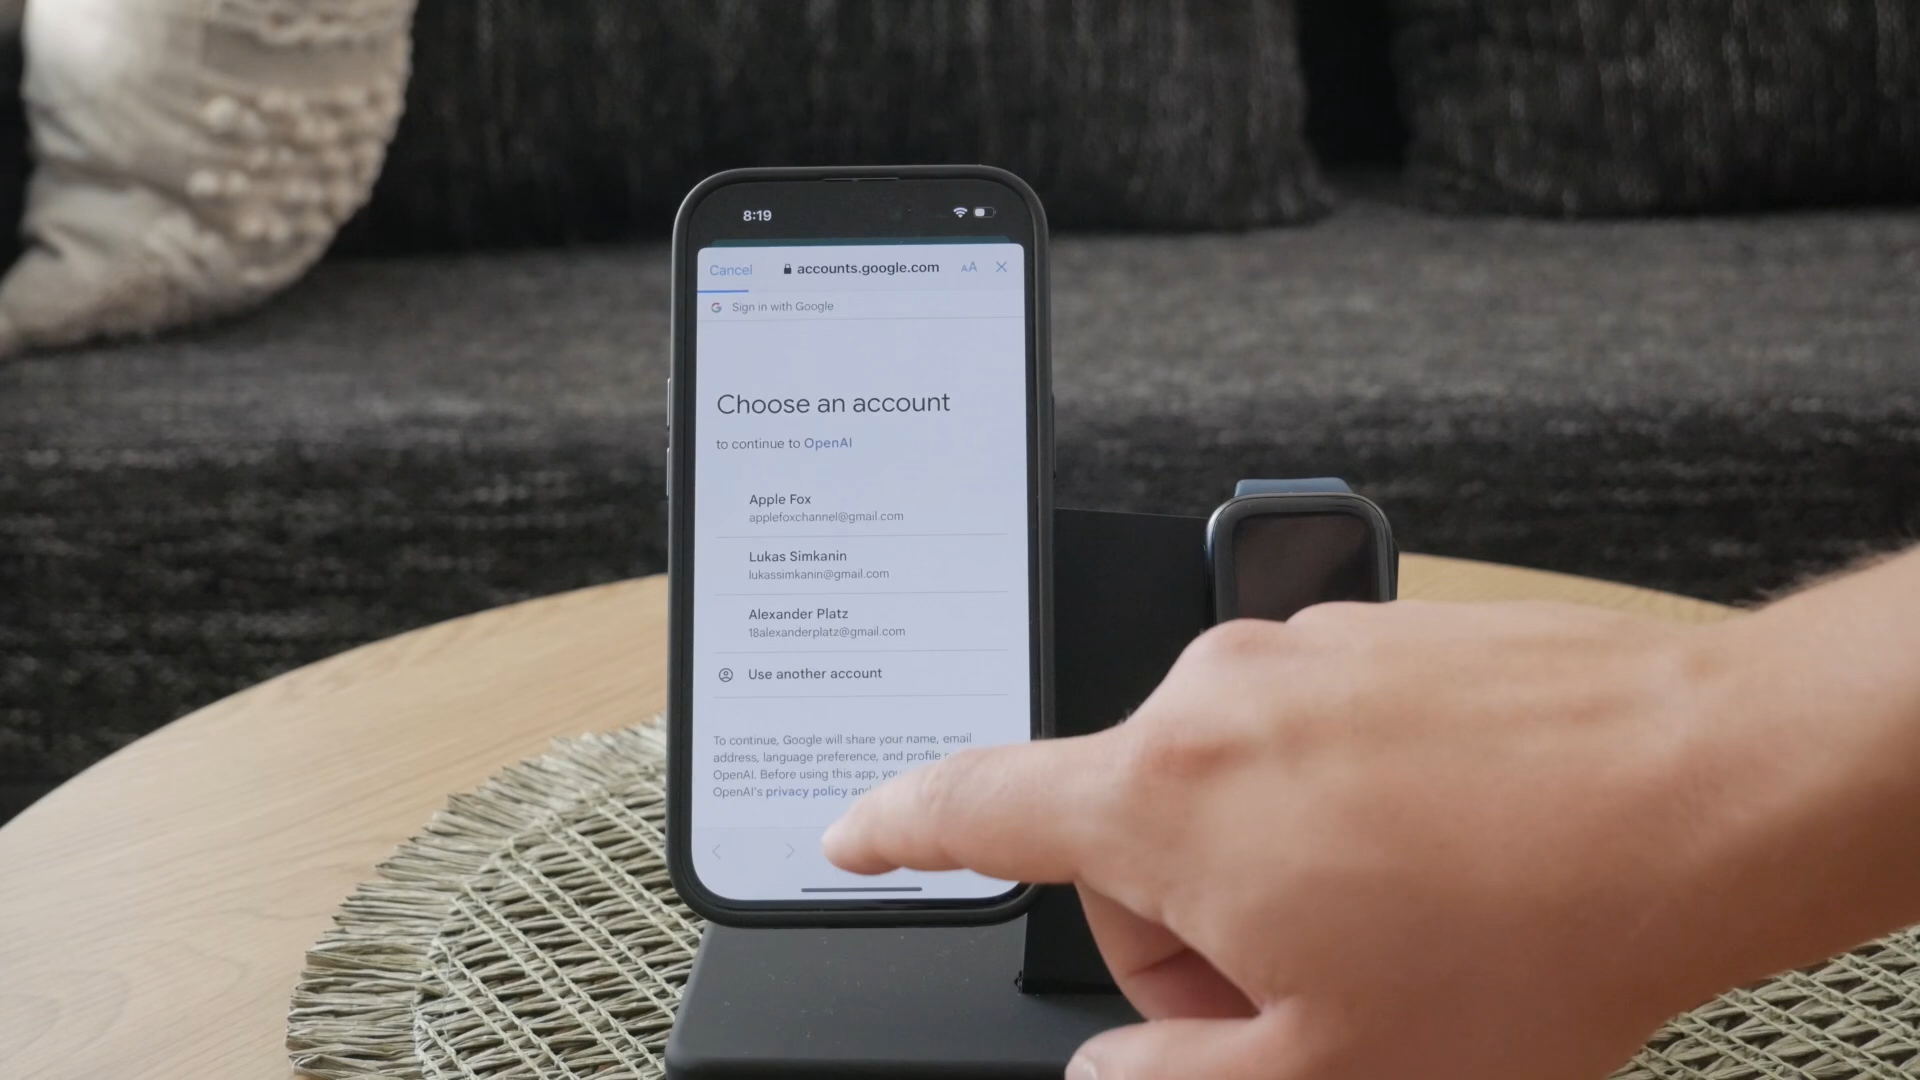 8:19
Cancel accounts.google.com AA
Sign in with Google
Choose an account
to continue to OpenAI
Apple Fox
applefoxchannel@gmail.com
Lukas Simkanin
lukassimkanin@gmail.com
Alexander Platz
18alexanderplatz@gmail.com
Use another account
To continue, Google will share your name, email
address, language preference, and profile
OpenAI. Before using this app, you
OpenAI's privacy policy and